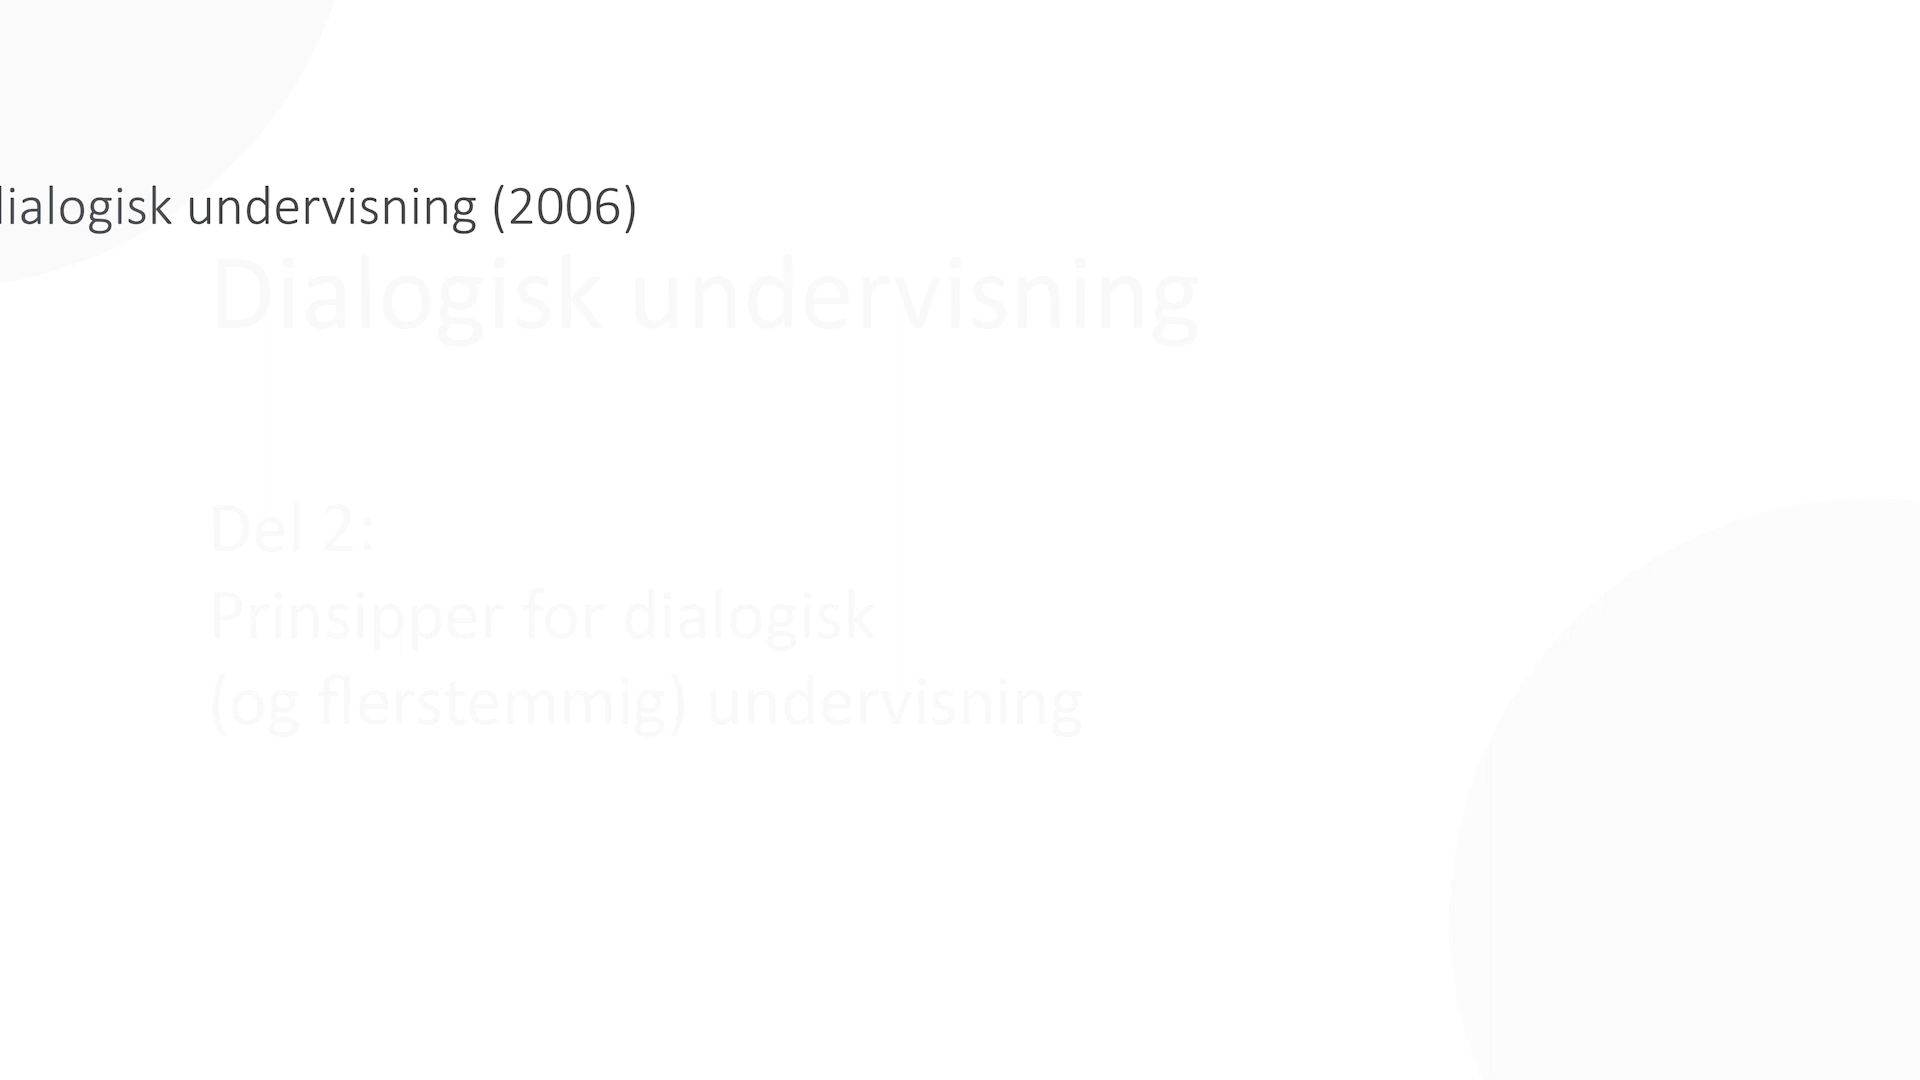 dialogisk undervisning (2006)
Dialogisk undervisning
Del 2:
Prinsipper for dialogisk
(og flerstemmig) undervisning